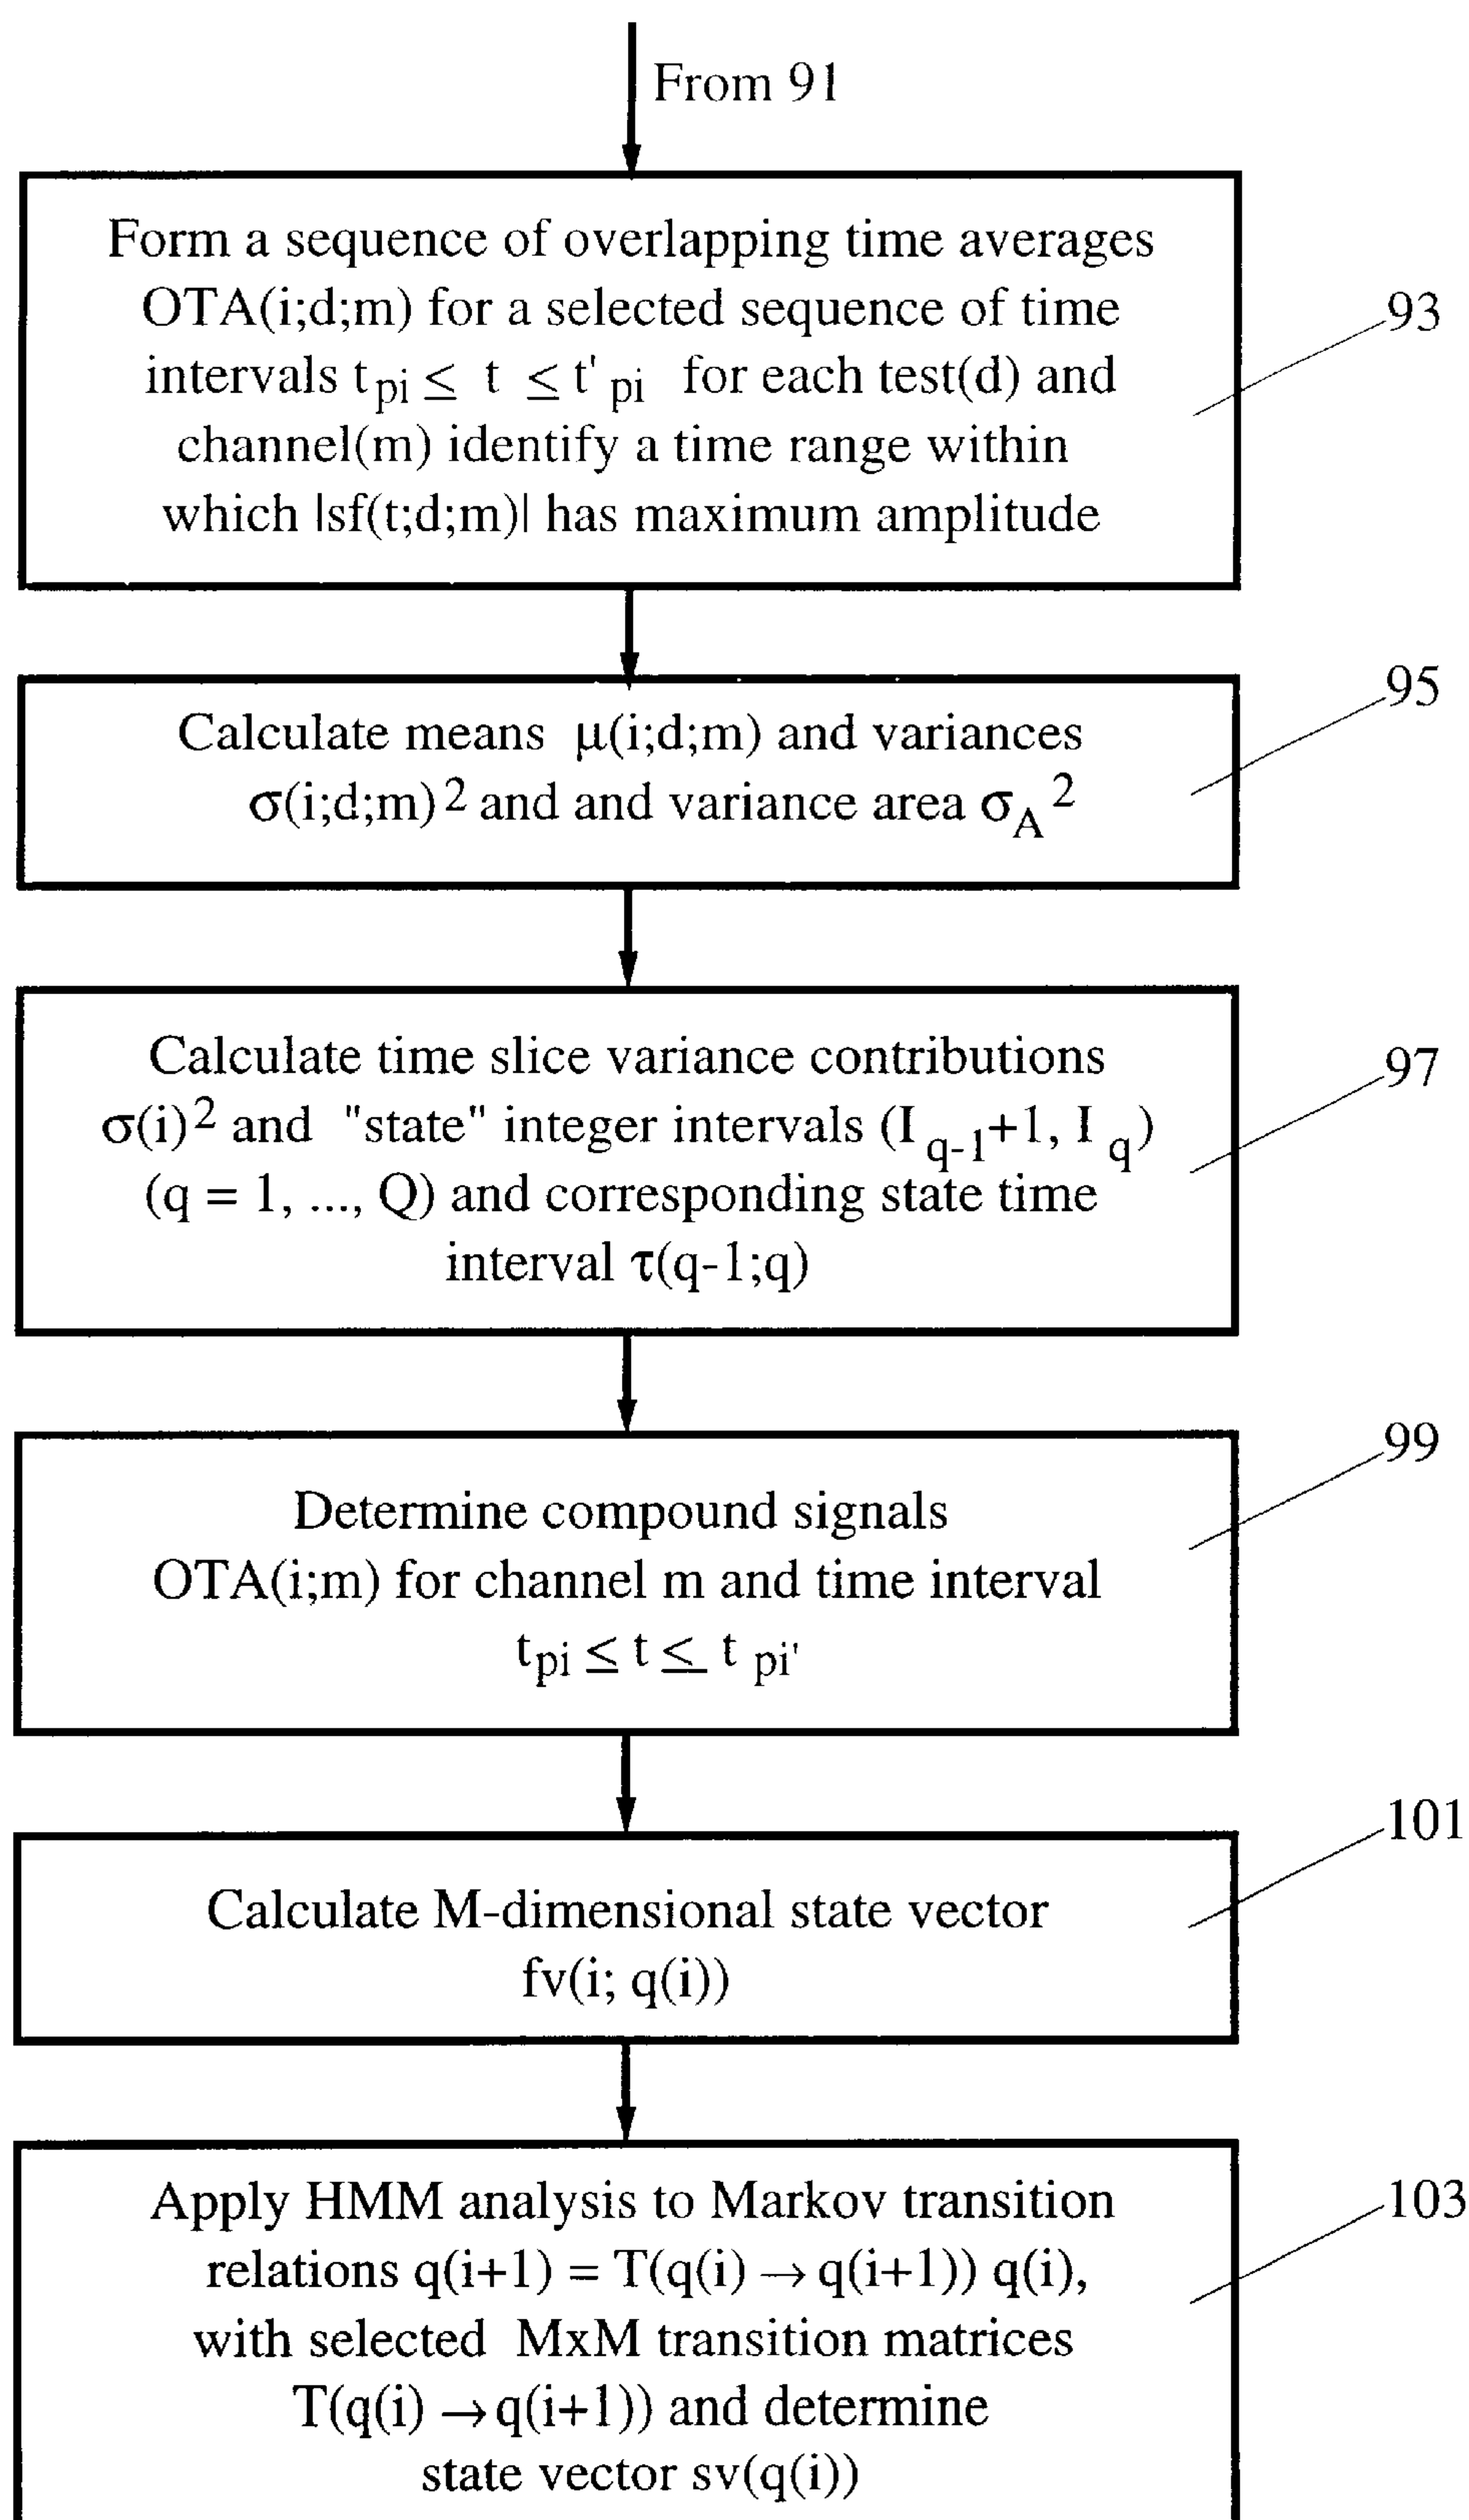 From 91
Form a sequence of overlapping time averages
OTA(i;d;m) for a selected sequence of time
intervals t pi ≤ t ≤ t' pi for each test(d) and
channel(m) identify a time range within
which |sf(t;d;m)| has maximum amplitude
93
Calculate means μ(i;d;m) and variances
σ(i;d;m)² and and variance area σ_A²
95
Calculate time slice variance contributions
σ(i)² and "state" integer intervals (I q-1+1, I q)
(q = 1, ..., Q) and corresponding state time
interval τ(q-1;q)
97
Determine compound signals
OTA(i;m) for channel m and time interval
t pi ≤ t ≤ t pi'
99
Calculate M-dimensional state vector
fv(i; q(i))
101
Apply HMM analysis to Markov transition
relations q(i+1) = T(q(i) → q(i+1)) q(i),
with selected MxM transition matrices
T(q(i) → q(i+1)) and determine
state vector sv(q(i))
103